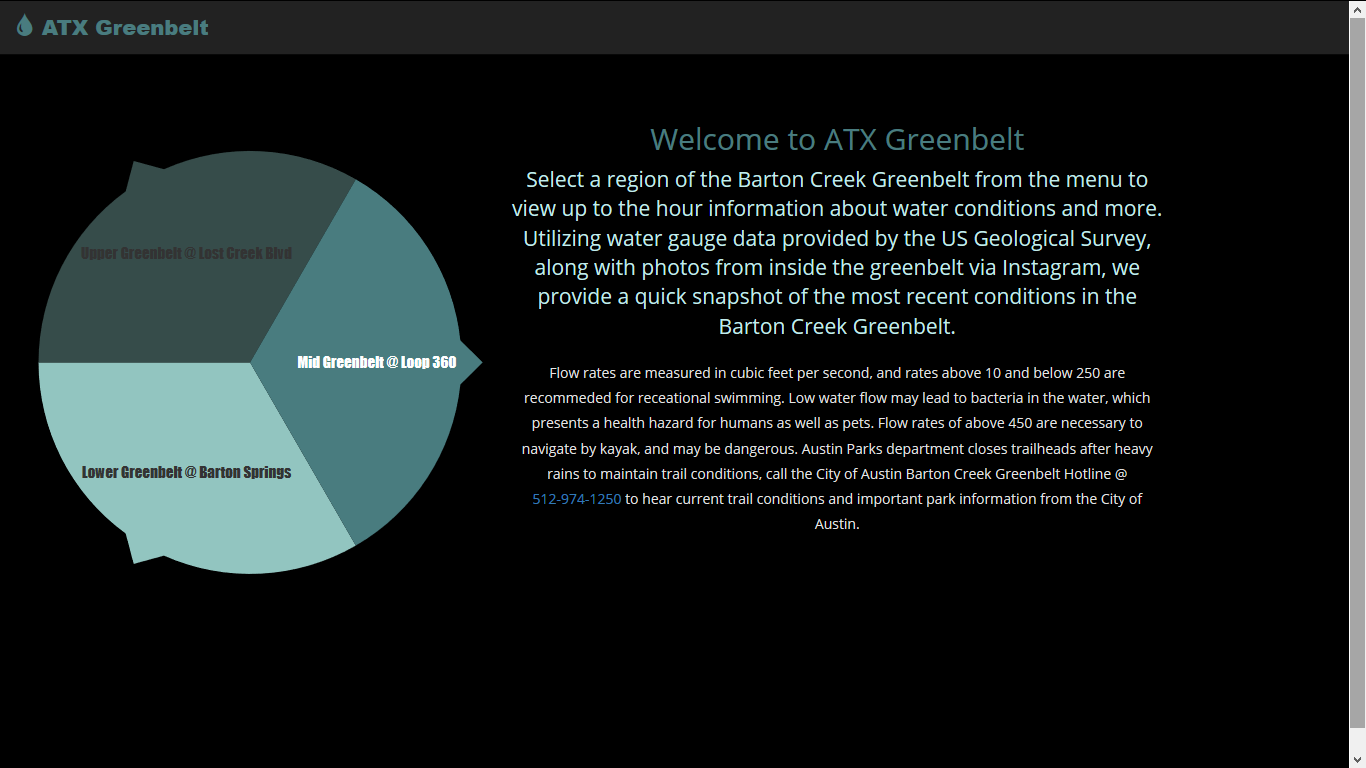 ATX Greenbelt
Welcome to ATX Greenbelt
Select a region of the Barton Creek Greenbelt from the menu to
view up to the hour information about water conditions and more.
Utilizing water gauge data provided by the US Geological Survey,
along with photos from inside the greenbelt via Instagram, we
provide a quick snapshot of the most recent conditions in the
Barton Creek Greenbelt.
Flow rates are measured in cubic feet per second, and rates above 10 and below 250 are
recommeded for receational swimming. Low water flow may lead to bacteria in the water, which
presents a health hazard for humans as well as pets. Flow rates of above 450 are necessary to
navigate by kayak, and may be dangerous. Austin Parks department closes trailheads after heavy
rains to maintain trail conditions, call the City of Austin Barton Creek Greenbelt Hotline @
512-974-1250 to hear current trail conditions and important park information from the City of
Austin.
Upper Greenbelt @ Lost Creek Blvd
Mid Greenbelt @ Loop 360
Lower Greenbelt @ Barton Springs